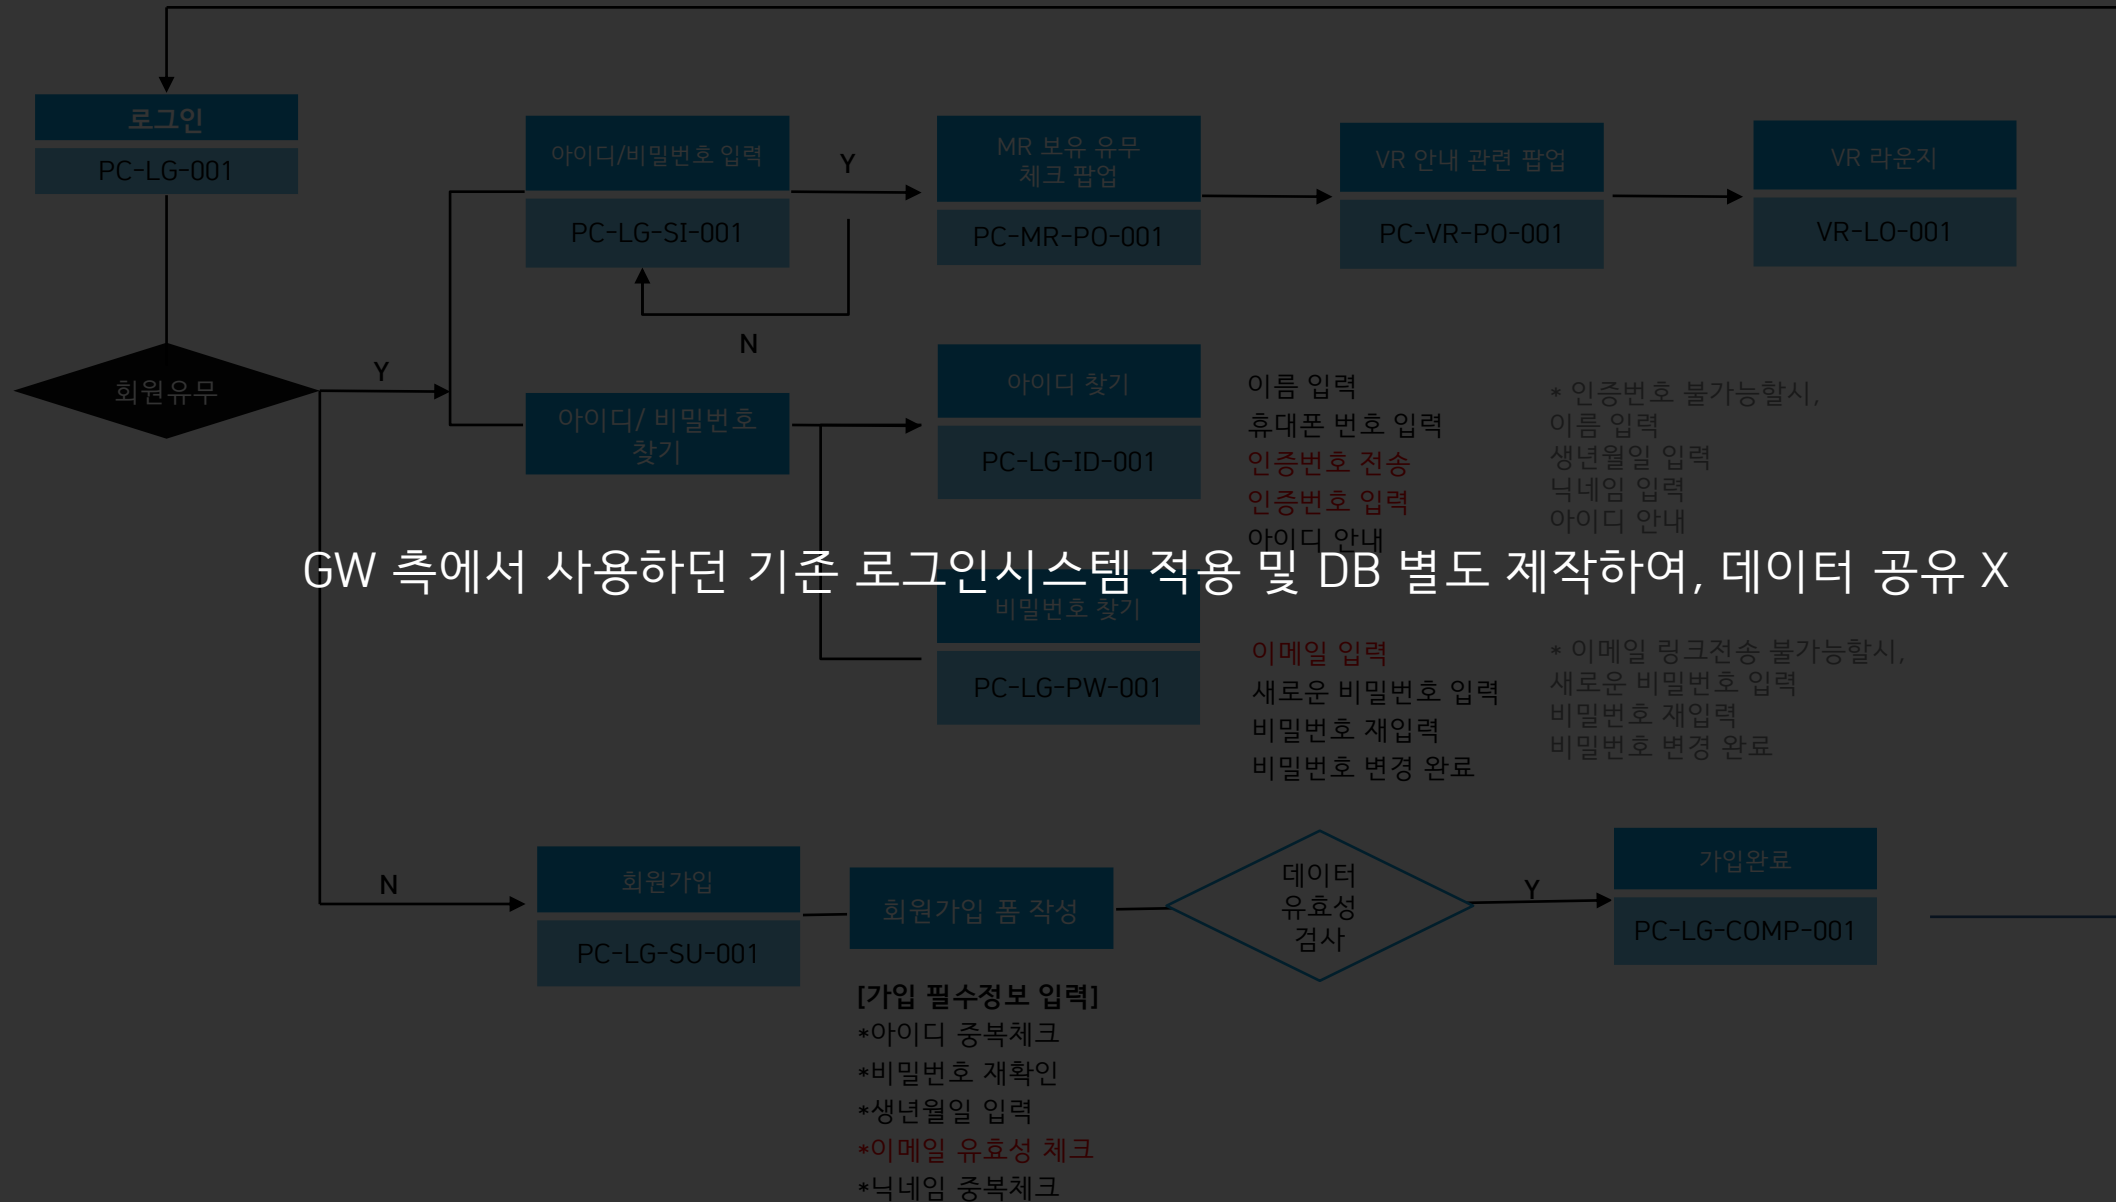 로그인
PC-LG-001
회원유무
Y
N
아이디/비밀번호 입력
PC-LG-SI-001
Y
N
MR 보유 유무
체크 팝업
PC-MR-PO-001
VR 안내 관련 팝업
PC-VR-PO-001
VR 라운지
VR-LO-001
아이디/ 비밀번호
찾기
아이디 찾기
PC-LG-ID-001
이름 입력
휴대폰 번호 입력
인증번호 전송
인증번호 입력
아이디 안내
* 인증번호 불가능할시,
이름 입력
생년월일 입력
닉네임 입력
아이디 안내
GW 측에서 사용하던 기존 로그인시스템 적용 및 DB 별도 제작하여, 데이터 공유 X
비밀번호 찾기
PC-LG-PW-001
이메일 입력
새로운 비밀번호 입력
비밀번호 재입력
비밀번호 변경 완료
* 이메일 링크전송 불가능할시,
새로운 비밀번호 입력
비밀번호 재입력
비밀번호 변경 완료
회원가입
PC-LG-SU-001
회원가입 폼 작성
데이터
유효성
검사
Y
가입완료
PC-LG-COMP-001
[가입 필수정보 입력]
*아이디 중복체크
*비밀번호 재확인
*생년월일 입력
*이메일 유효성 체크
*닉네임 중복체크